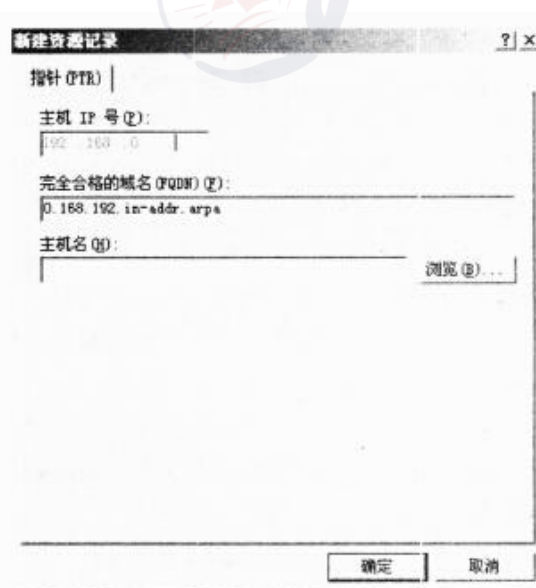 新建资源记录 ? ×
指针(PTR)
主机 IP 号(P):
192 .168 .0
完全合格的域名(FQDN)(F):
0.168.192.in-addr.arpa
主机名(H):
浏览(B)...
确定 取消